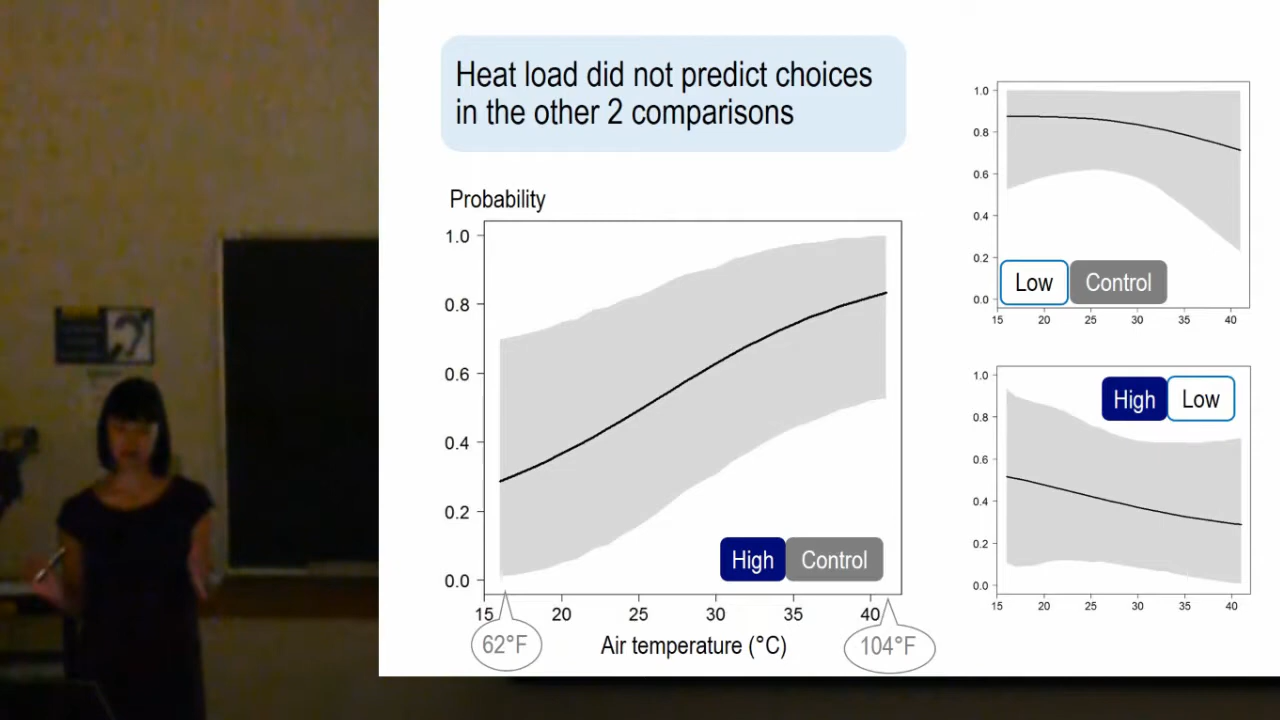 Heat load did not predict choices
in the other 2 comparisons
Probability
1.0
0.8
0.6
0.4
0.2
0.0
15 20 25 30 35 40
High Control
62°F
Air temperature (°C)
104°F
1.0
0.8
0.6
0.4
0.2
0.0
Low Control
15 20 25 30 35 40
1.0
0.8
0.6
0.4
0.2
0.0
High Low
15 20 25 30 35 40